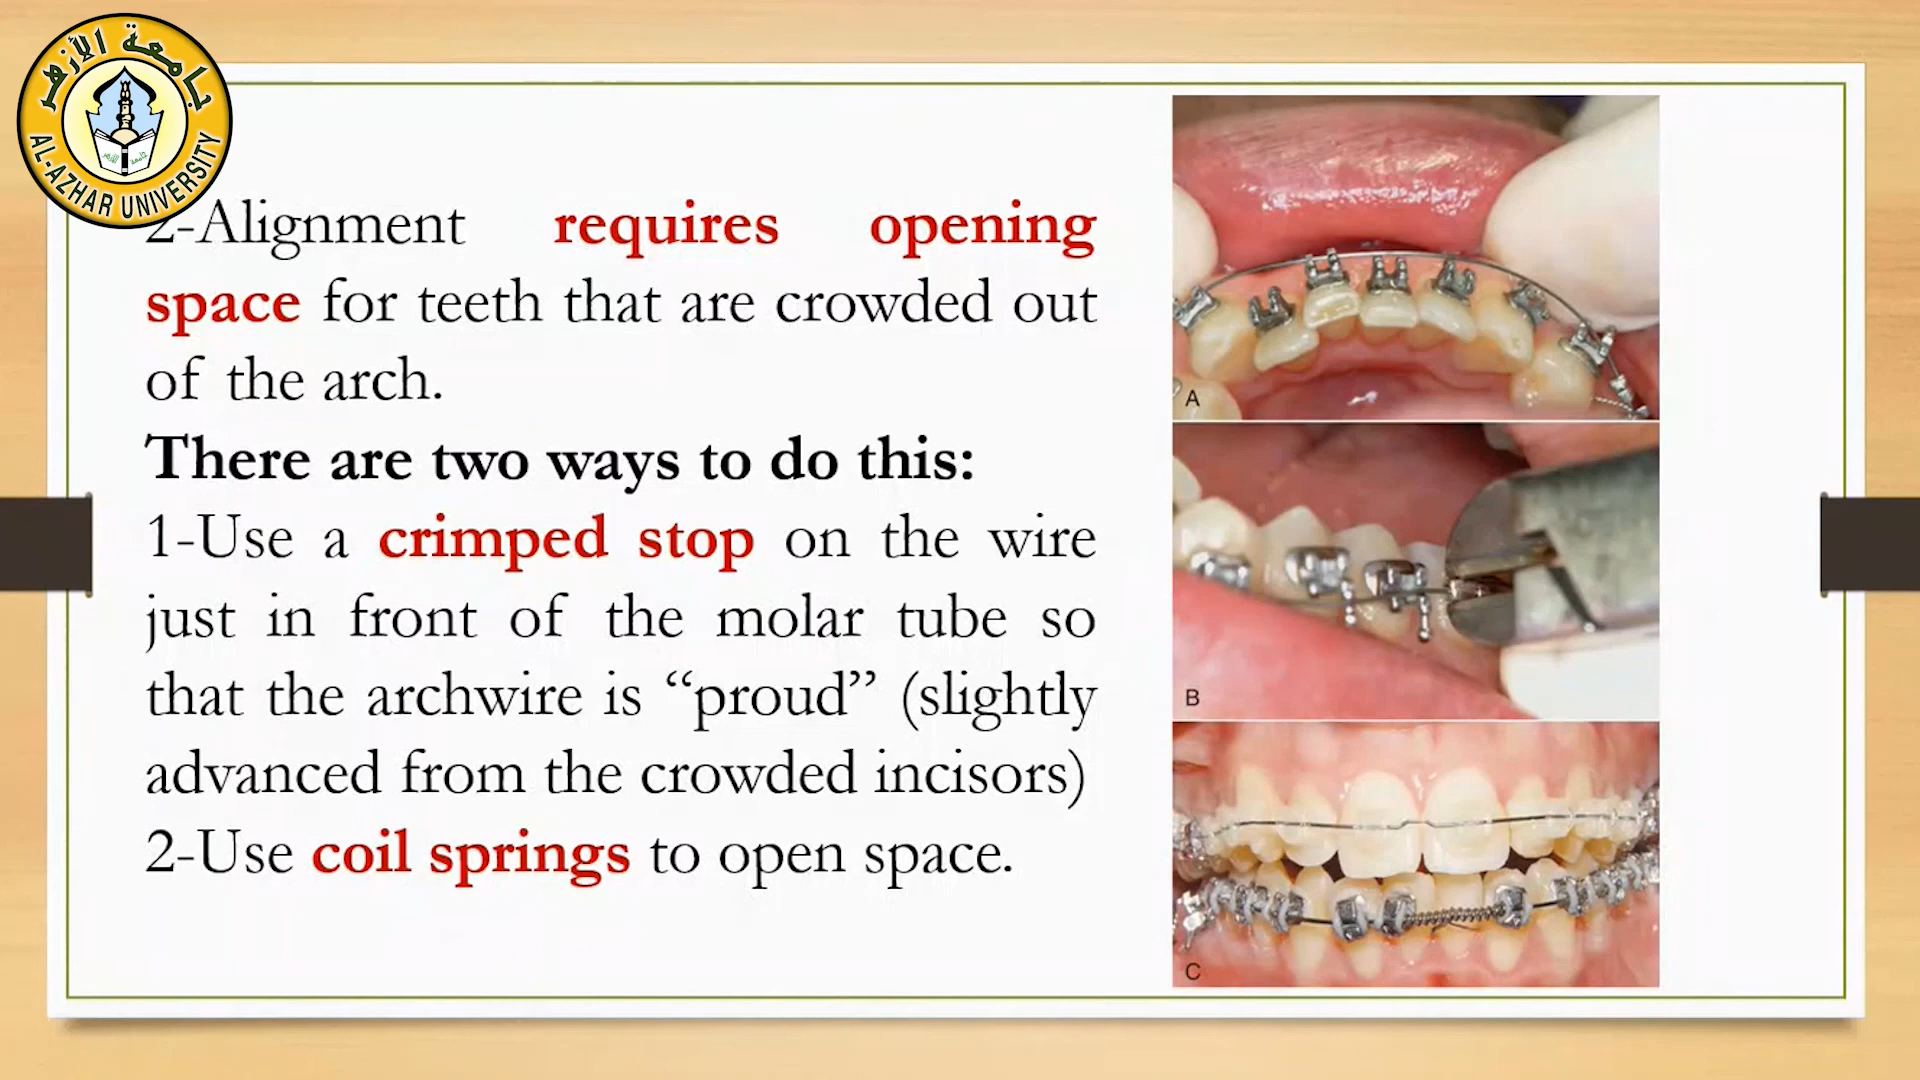 جامعة الأزهر
AL-AZHAR UNIVERSITY
2-Alignment requires opening
space for teeth that are crowded out
of the arch.
There are two ways to do this:
1-Use a crimped stop on the wire
just in front of the molar tube so
that the archwire is “proud” (slightly
advanced from the crowded incisors)
2-Use coil springs to open space.
A
B
C